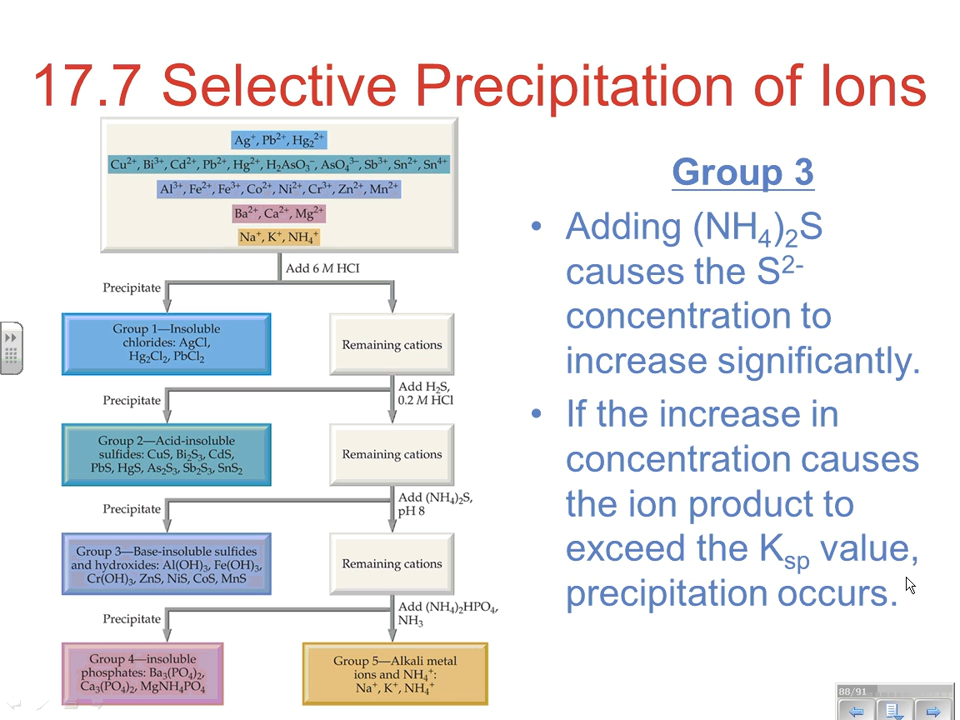 17.7 Selective Precipitation of Ions
Ag⁺, Pb²⁺, Hg₂²⁺
Cu²⁺, Bi³⁺, Cd²⁺, Pb²⁺, Hg²⁺, H₂AsO₃⁻, AsO₄³⁻, Sb³⁺, Sn²⁺, Sn⁴⁺
Al³⁺, Fe²⁺, Fe³⁺, Co²⁺, Ni²⁺, Cr³⁺, Zn²⁺, Mn²⁺
Ba²⁺, Ca²⁺, Mg²⁺
Na⁺, K⁺, NH₄⁺
Add 6 M HCl
Precipitate
Group 1—Insoluble
chlorides: AgCl,
Hg₂Cl₂, PbCl₂
Remaining cations
Add H₂S,
0.2 M HCl
Precipitate
Group 2—Acid-insoluble
sulfides: CuS, Bi₂S₃, CdS,
PbS, HgS, As₂S₃, Sb₂S₃, SnS₂
Remaining cations
Add (NH₄)₂S,
pH 8
Precipitate
Group 3—Base-insoluble sulfides
and hydroxides: Al(OH)₃, Fe(OH)₃,
Cr(OH)₃, ZnS, NiS, CoS, MnS
Remaining cations
Add (NH₄)₂HPO₄,
NH₃
Precipitate
Group 4—insoluble
phosphates: Ba₃(PO₄)₂,
Ca₃(PO₄)₂, MgNH₄PO₄
Group 5—Alkali metal
ions and NH₄⁺:
Na⁺, K⁺, NH₄⁺
Group 3
• Adding (NH₄)₂S
causes the S²⁻
concentration to
increase significantly.
• If the increase in
concentration causes
the ion product to
exceed the Ksp value,
precipitation occurs.
88/91